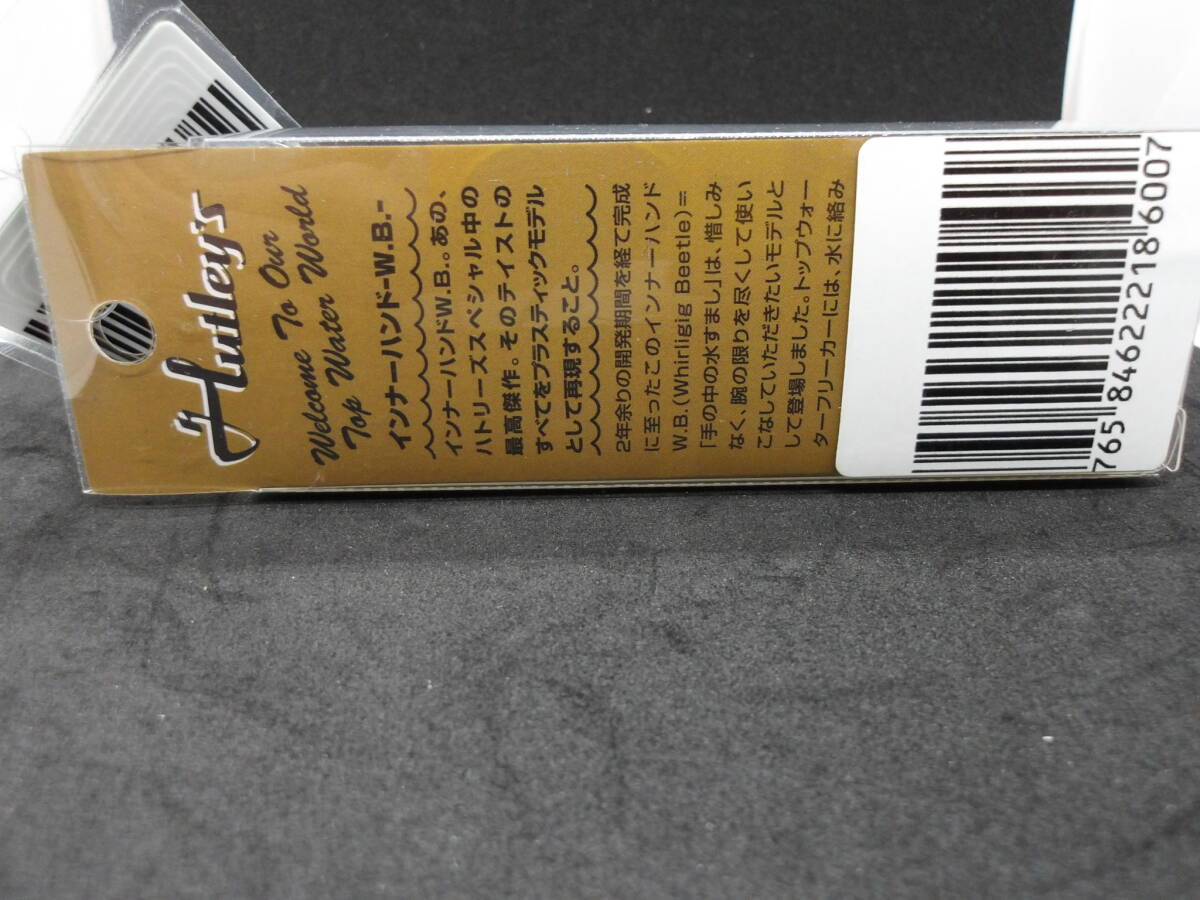 Hutley's
Welcome To Our
Top Water World
インナーハンド-W.B.-
インナーハンドW.B.。あの、
ハトリーズスペシャル中の
最高傑作。そのテイストの
すべてをプラスティックモデル
として再現すること。
2年余りの開発期間を経て完成
に至ったこのインナーハンド
W.B.(Whirligig Beetle)=
「手の中の水すまし」は、惜しみ
なく、腕の限りを尽くして使い
こなしていただきたいモデルと
して登場しました。トップウォー
ターフリーカーには、水に絡み
765 8462221 86007